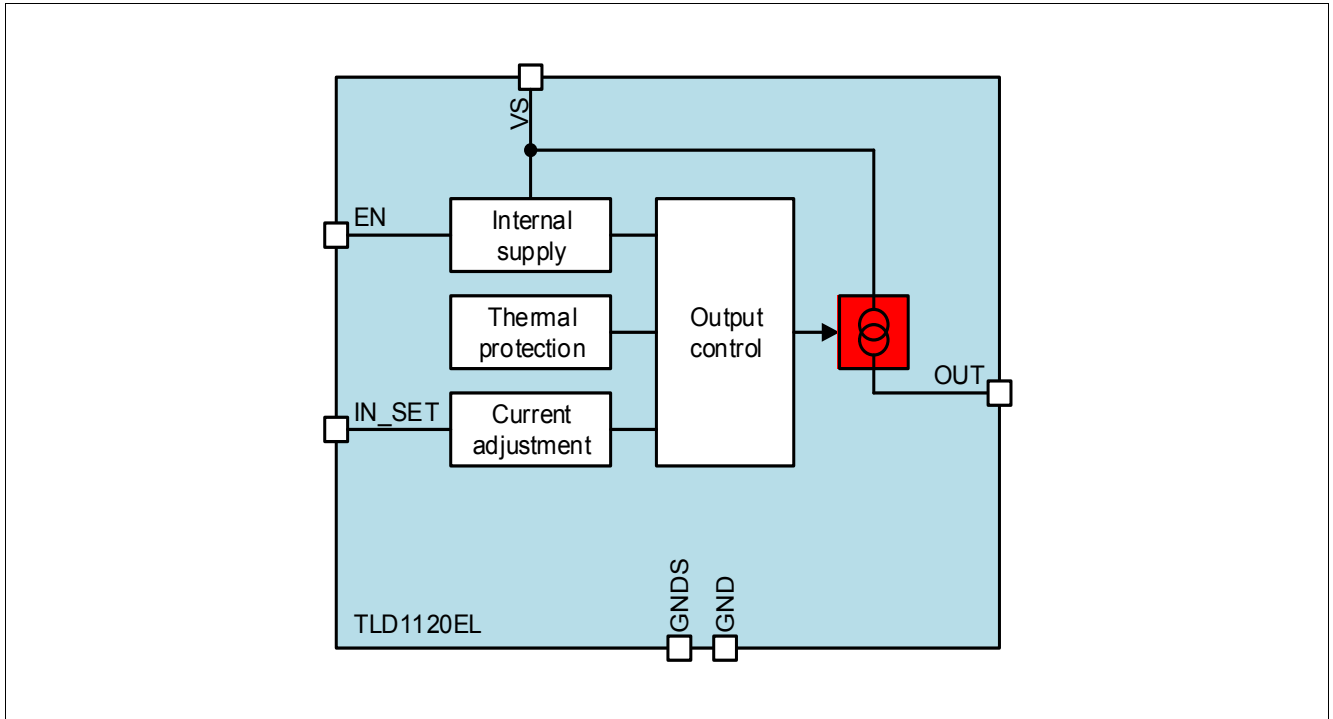 VS
EN
Internal
supply
Thermal
protection
Output
control
OUT
IN_SET
Current
adjustment
GNDS
GND
TLD1120EL